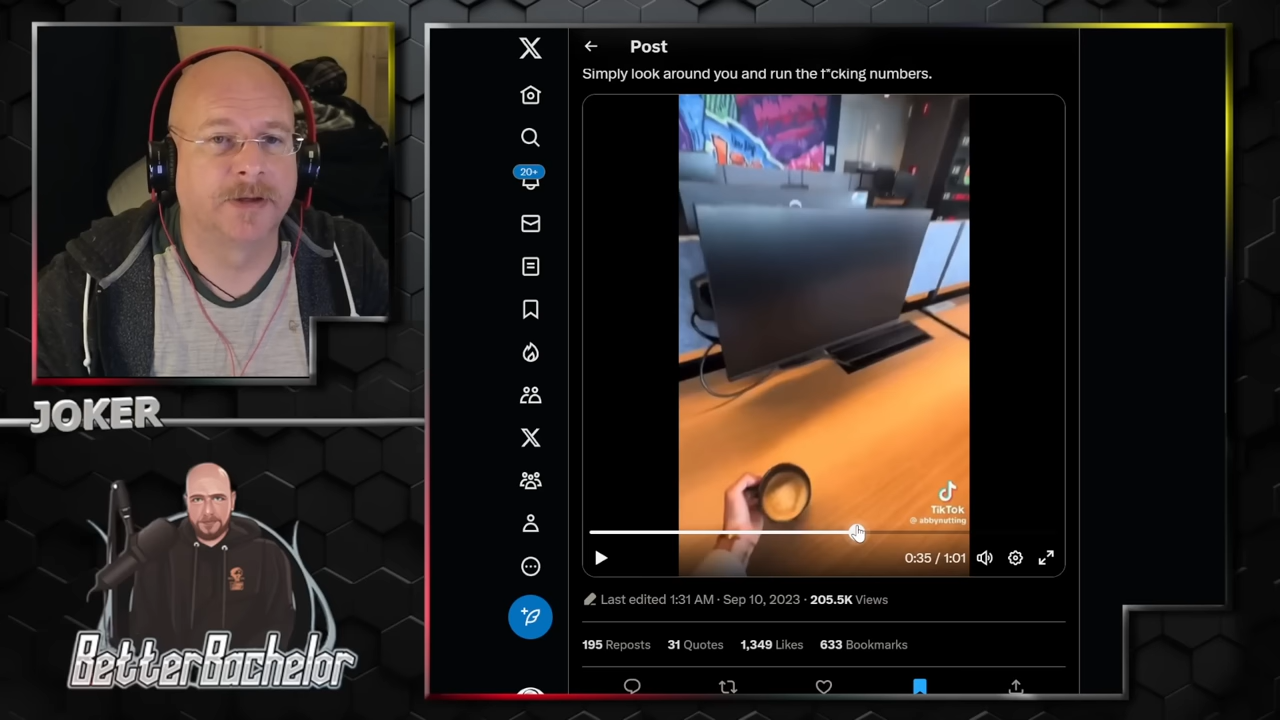 Post
Simply look around you and run the f*cking numbers.
20+
TikTok
@ abbynutting
0:35 / 1:01
JOKER
Last edited 1:31 AM · Sep 10, 2023 · 205.5K Views
195 Reposts 31 Quotes 1,349 Likes 633 Bookmarks
BetterBachelor